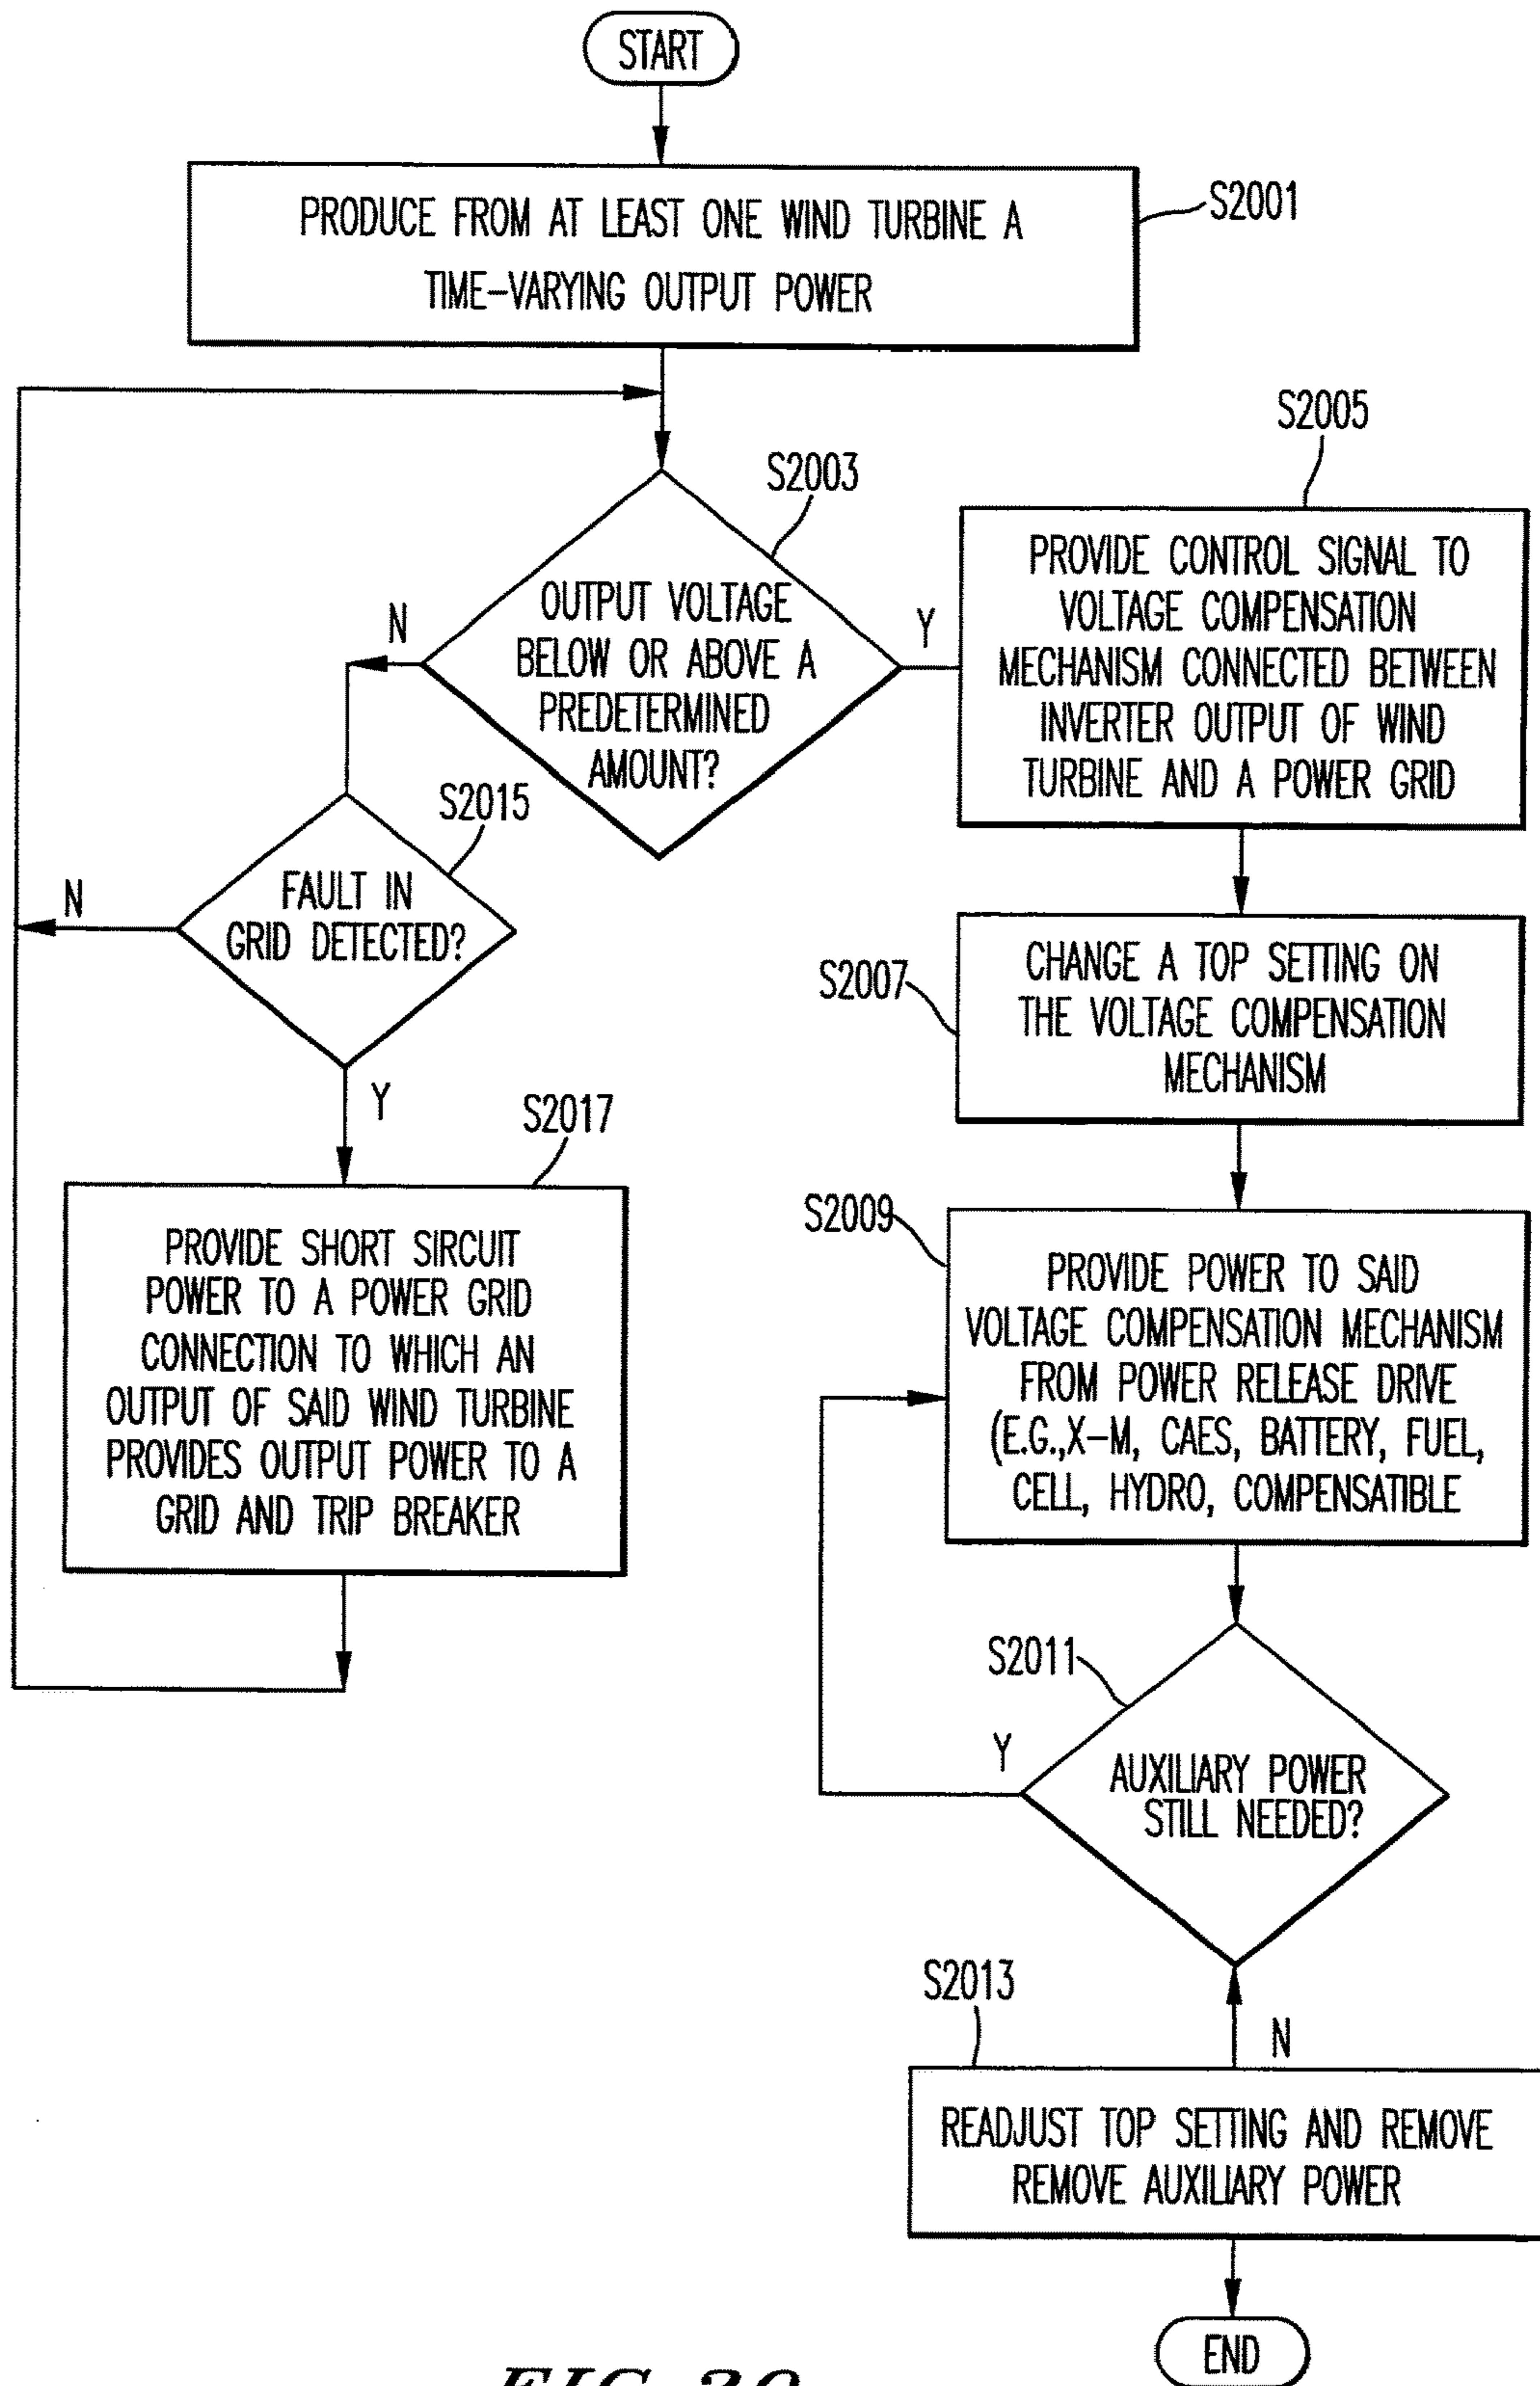 START
PRODUCE FROM AT LEAST ONE WIND TURBINE A
TIME-VARYING OUTPUT POWER
S2001
S2003
OUTPUT VOLTAGE
BELOW OR ABOVE A
PREDETERMINED
AMOUNT?
N
Y
S2005
PROVIDE CONTROL SIGNAL TO
VOLTAGE COMPENSATION
MECHANISM CONNECTED BETWEEN
INVERTER OUTPUT OF WIND
TURBINE AND A POWER GRID
S2015
FAULT IN
GRID DETECTED?
N
Y
S2007
CHANGE A TOP SETTING ON
THE VOLTAGE COMPENSATION
MECHANISM
S2017
PROVIDE SHORT SIRCUIT
POWER TO A POWER GRID
CONNECTION TO WHICH AN
OUTPUT OF SAID WIND TURBINE
PROVIDES OUTPUT POWER TO A
GRID AND TRIP BREAKER
S2009
PROVIDE POWER TO SAID
VOLTAGE COMPENSATION MECHANISM
FROM POWER RELEASE DRIVE
(E.G.,X-M, CAES, BATTERY, FUEL,
CELL, HYDRO, COMPENSATIBLE
S2011
Y
AUXILIARY POWER
STILL NEEDED?
S2013
N
READJUST TOP SETTING AND REMOVE
REMOVE AUXILIARY POWER
END